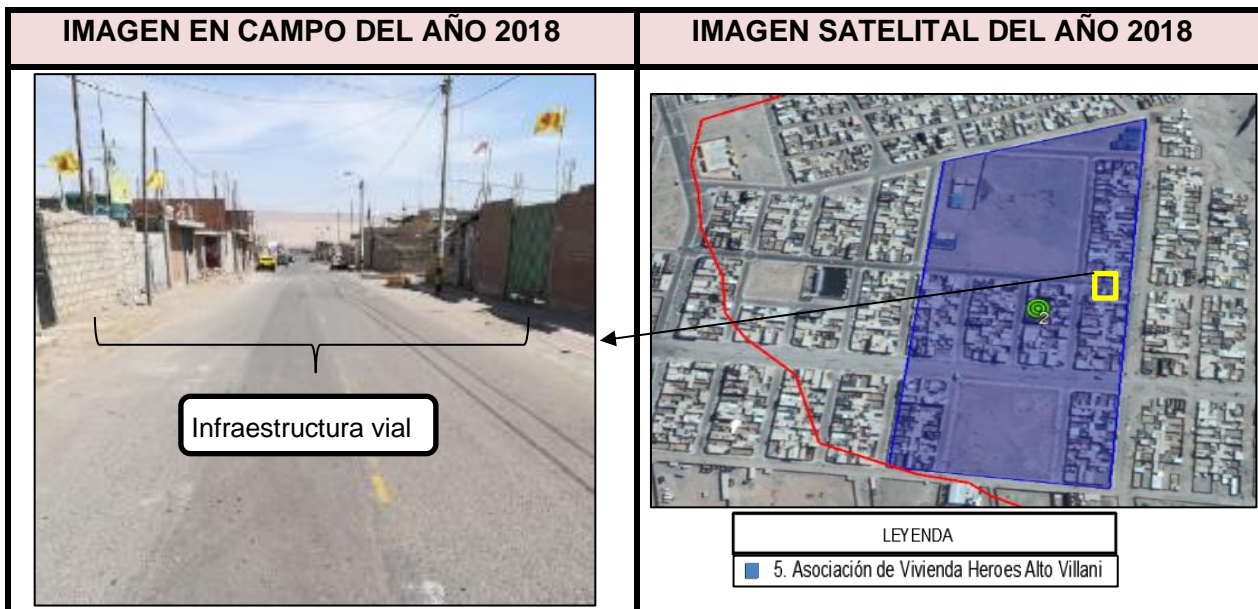 IMAGEN EN CAMPO DEL AÑO 2018
IMAGEN SATELITAL DEL AÑO 2018
Infraestructura vial
2
LEYENDA
5. Asociación de Vivienda Heroes Alto Villani